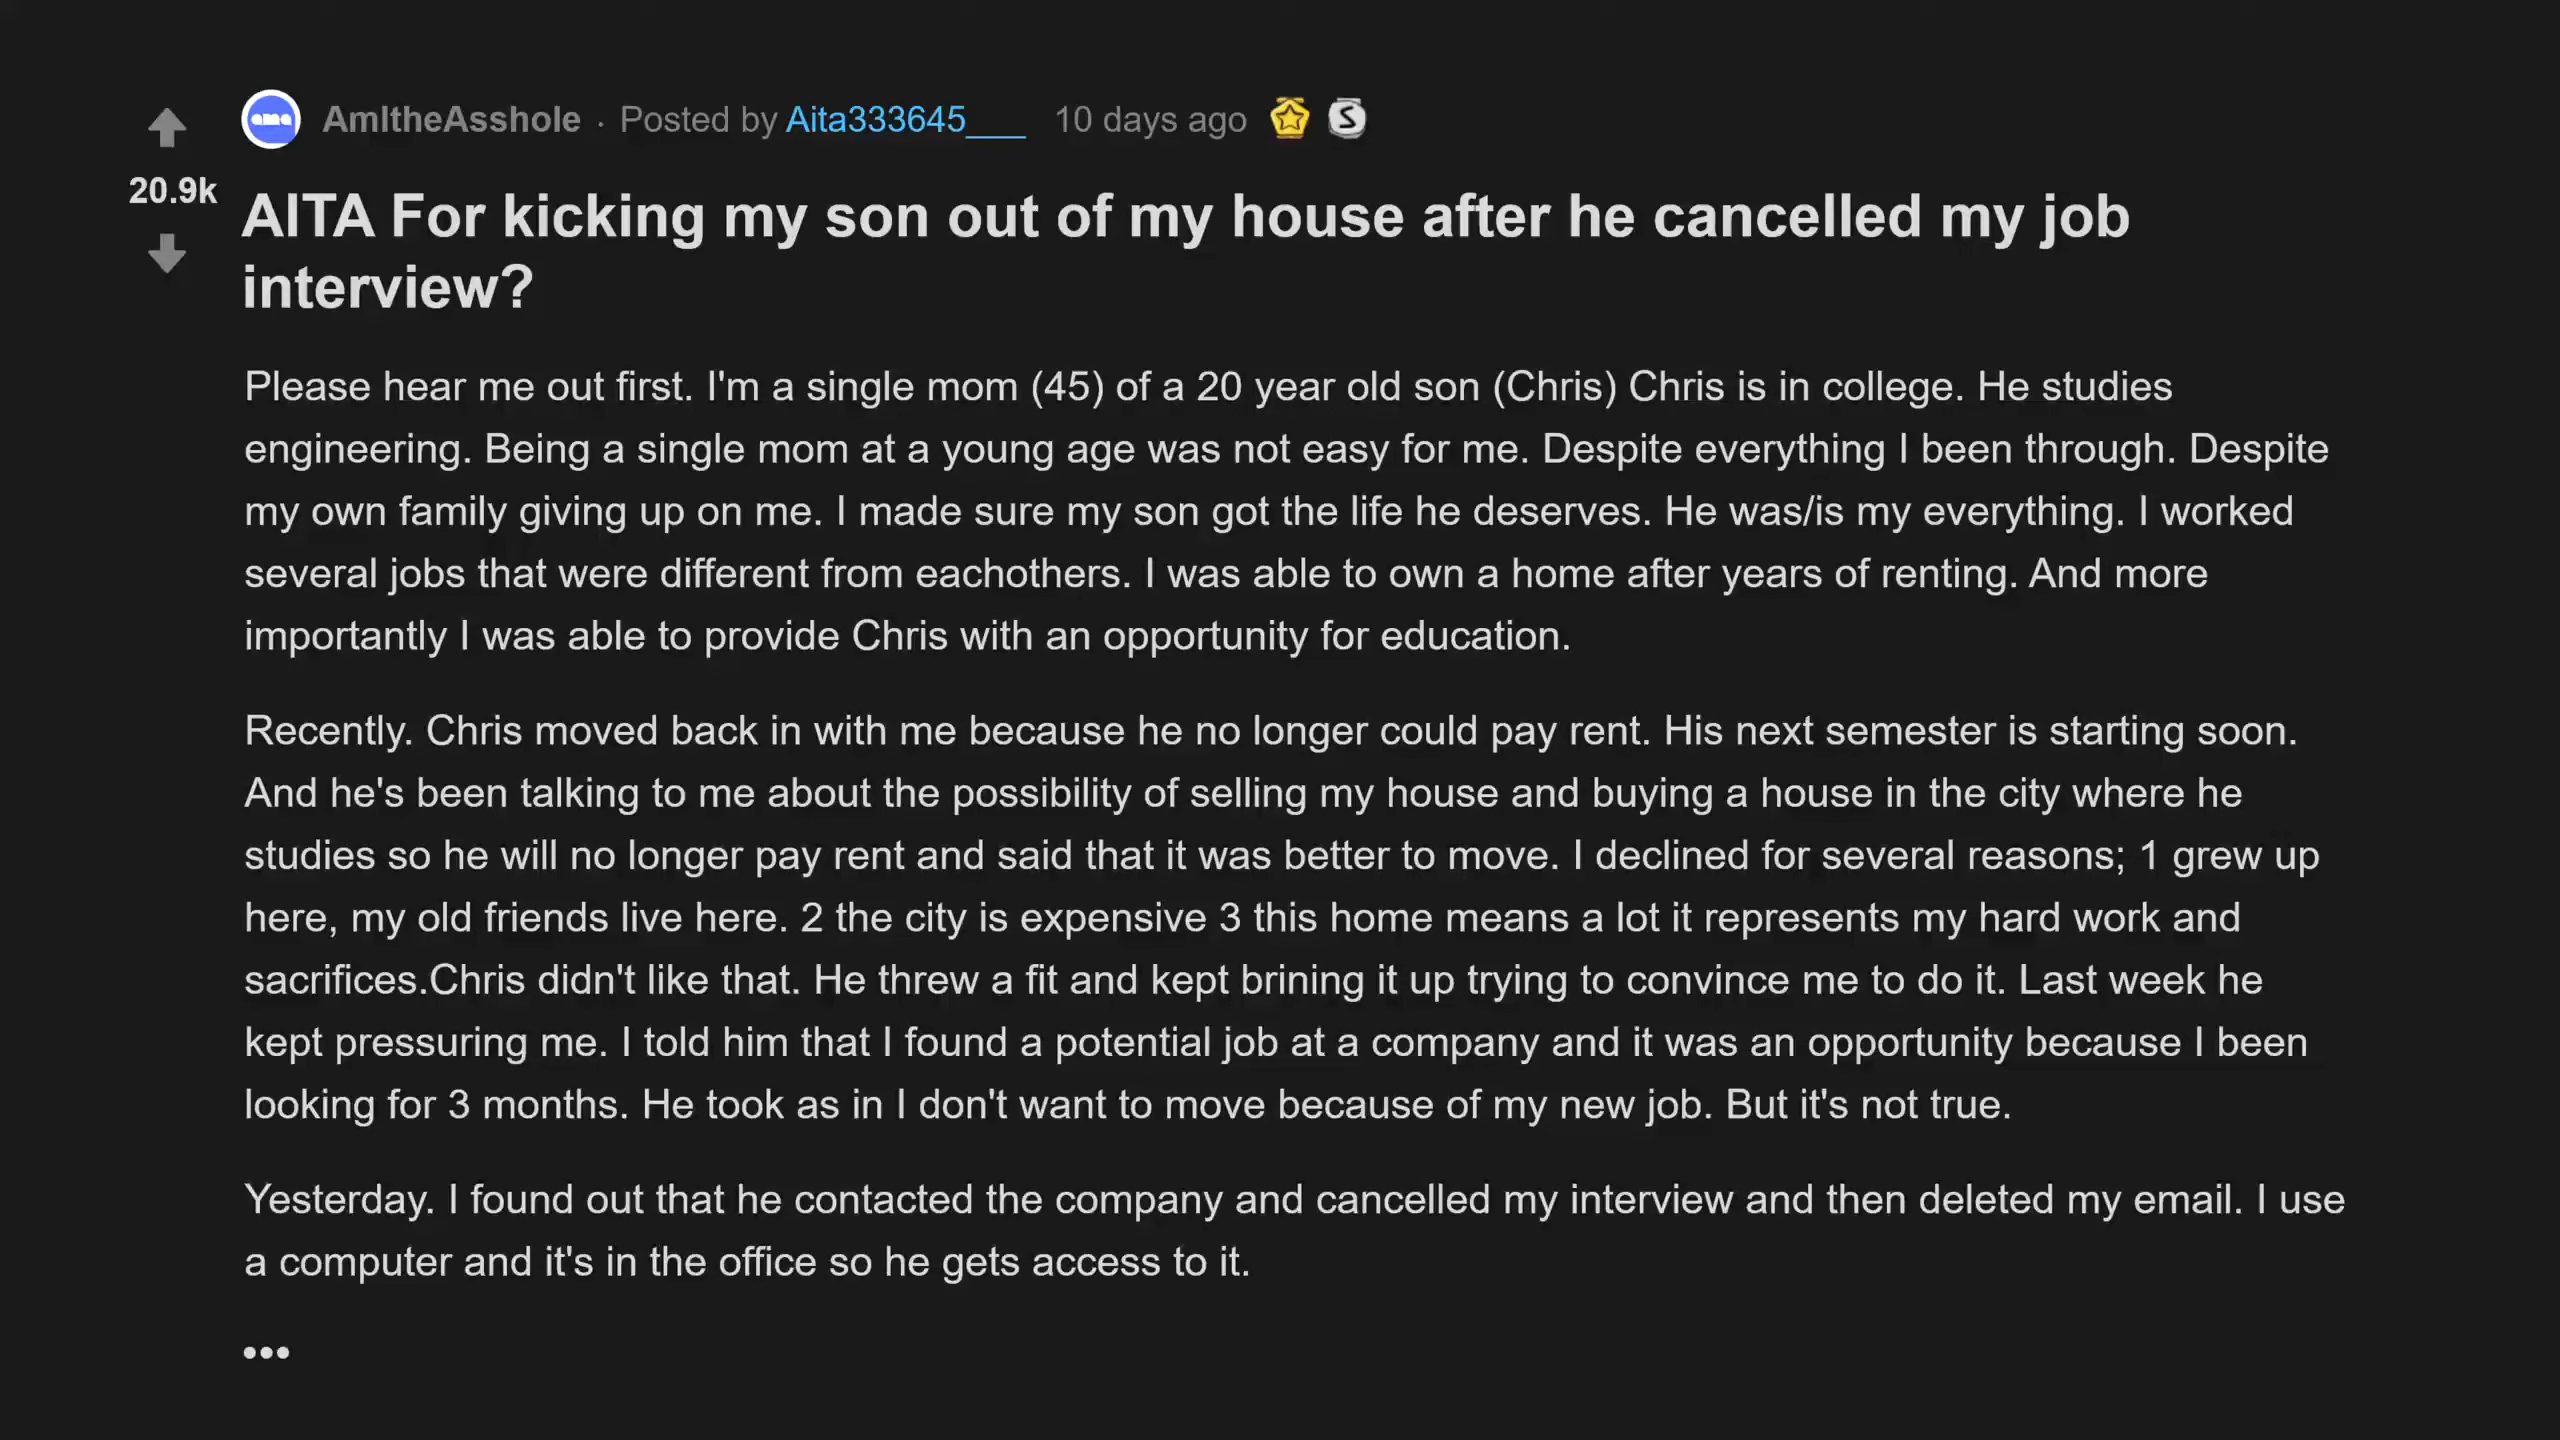 AmItheAsshole · Posted by Aita333645___ 10 days ago
20.9k
AITA For kicking my son out of my house after he cancelled my job
interview?
Please hear me out first. I'm a single mom (45) of a 20 year old son (Chris) Chris is in college. He studies
engineering. Being a single mom at a young age was not easy for me. Despite everything I been through. Despite
my own family giving up on me. I made sure my son got the life he deserves. He was/is my everything. I worked
several jobs that were different from eachothers. I was able to own a home after years of renting. And more
importantly I was able to provide Chris with an opportunity for education.
Recently. Chris moved back in with me because he no longer could pay rent. His next semester is starting soon.
And he's been talking to me about the possibility of selling my house and buying a house in the city where he
studies so he will no longer pay rent and said that it was better to move. I declined for several reasons; 1 grew up
here, my old friends live here. 2 the city is expensive 3 this home means a lot it represents my hard work and
sacrifices.Chris didn't like that. He threw a fit and kept brining it up trying to convince me to do it. Last week he
kept pressuring me. I told him that I found a potential job at a company and it was an opportunity because I been
looking for 3 months. He took as in I don't want to move because of my new job. But it's not true.
Yesterday. I found out that he contacted the company and cancelled my interview and then deleted my email. I use
a computer and it's in the office so he gets access to it.
•••